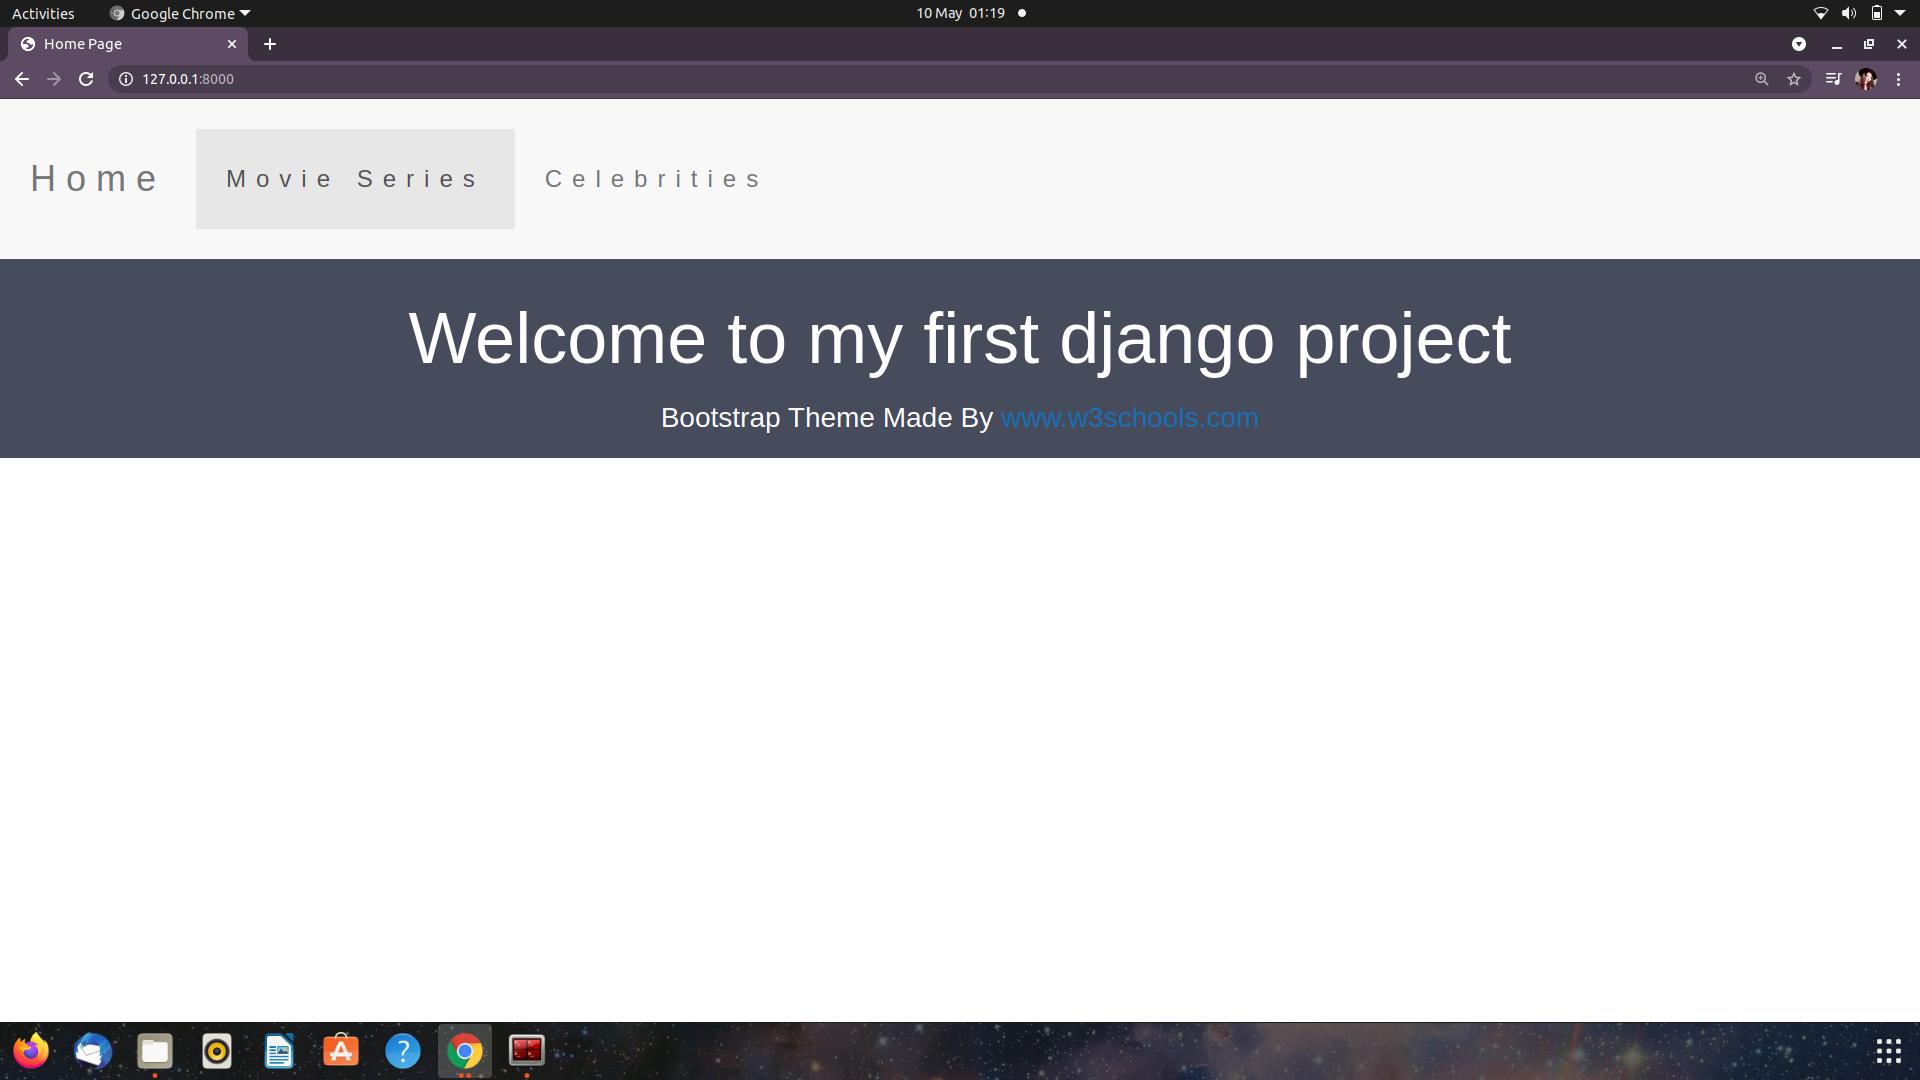 Activities Google Chrome 10 May 01:19
Home Page
127.0.0.1:8000
Home Movie Series Celebrities
Welcome to my first django project
Bootstrap Theme Made By www.w3schools.com